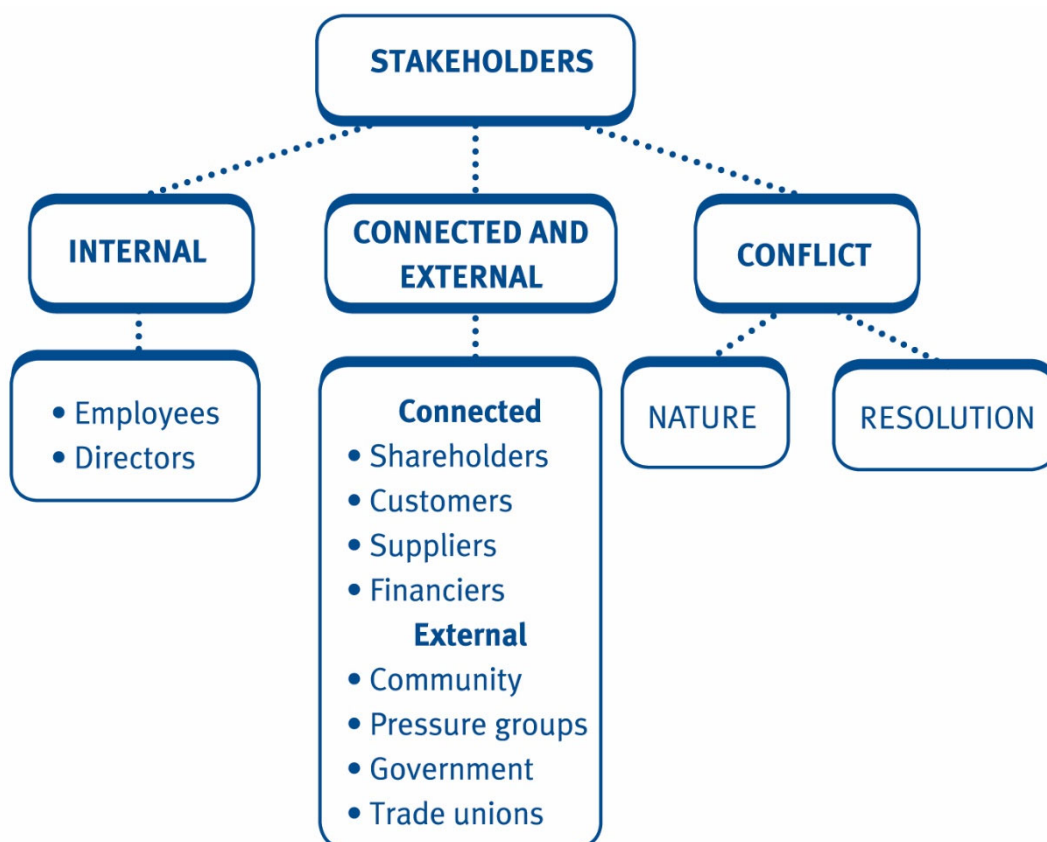 STAKEHOLDERS
INTERNAL
CONNECTED AND
EXTERNAL
CONFLICT
• Employees
• Directors
Connected
• Shareholders
• Customers
• Suppliers
• Financiers
External
• Community
• Pressure groups
• Government
• Trade unions
NATURE
RESOLUTION